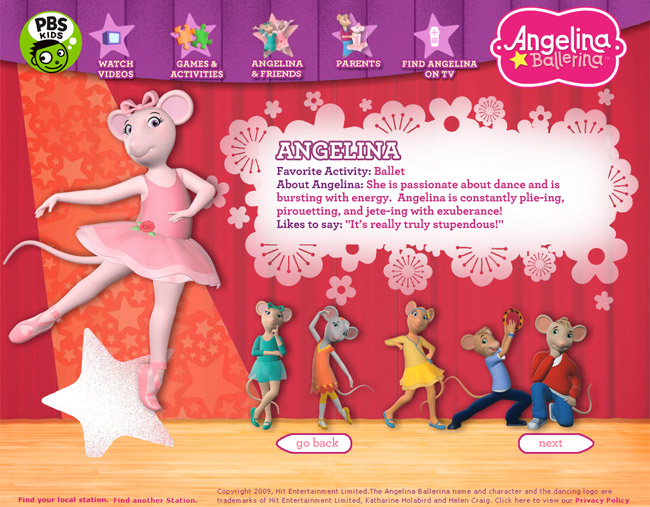 PBS
KIDS
WATCH
VIDEOS
GAMES &
ACTIVITIES
ANGELINA
& FRIENDS
PARENTS
FIND ANGELINA
ON TV
Angelina
Ballerina™
ANGELINA
Favorite Activity: Ballet
About Angelina: She is passionate about dance and is
bursting with energy. Angelina is constantly plie-ing,
pirouetting, and jete-ing with exuberance!
Likes to say: "It's really truly stupendous!"
go back
next
Find your local station. Find another Station.
Copyright 2009, Hit Entertainment Limited.The Angelina Ballerina name and character and the dancing logo are
trademarks of Hit Entertainment Limited, Katharine Holabird and Helen Craig. Click here to view our Privacy Policy